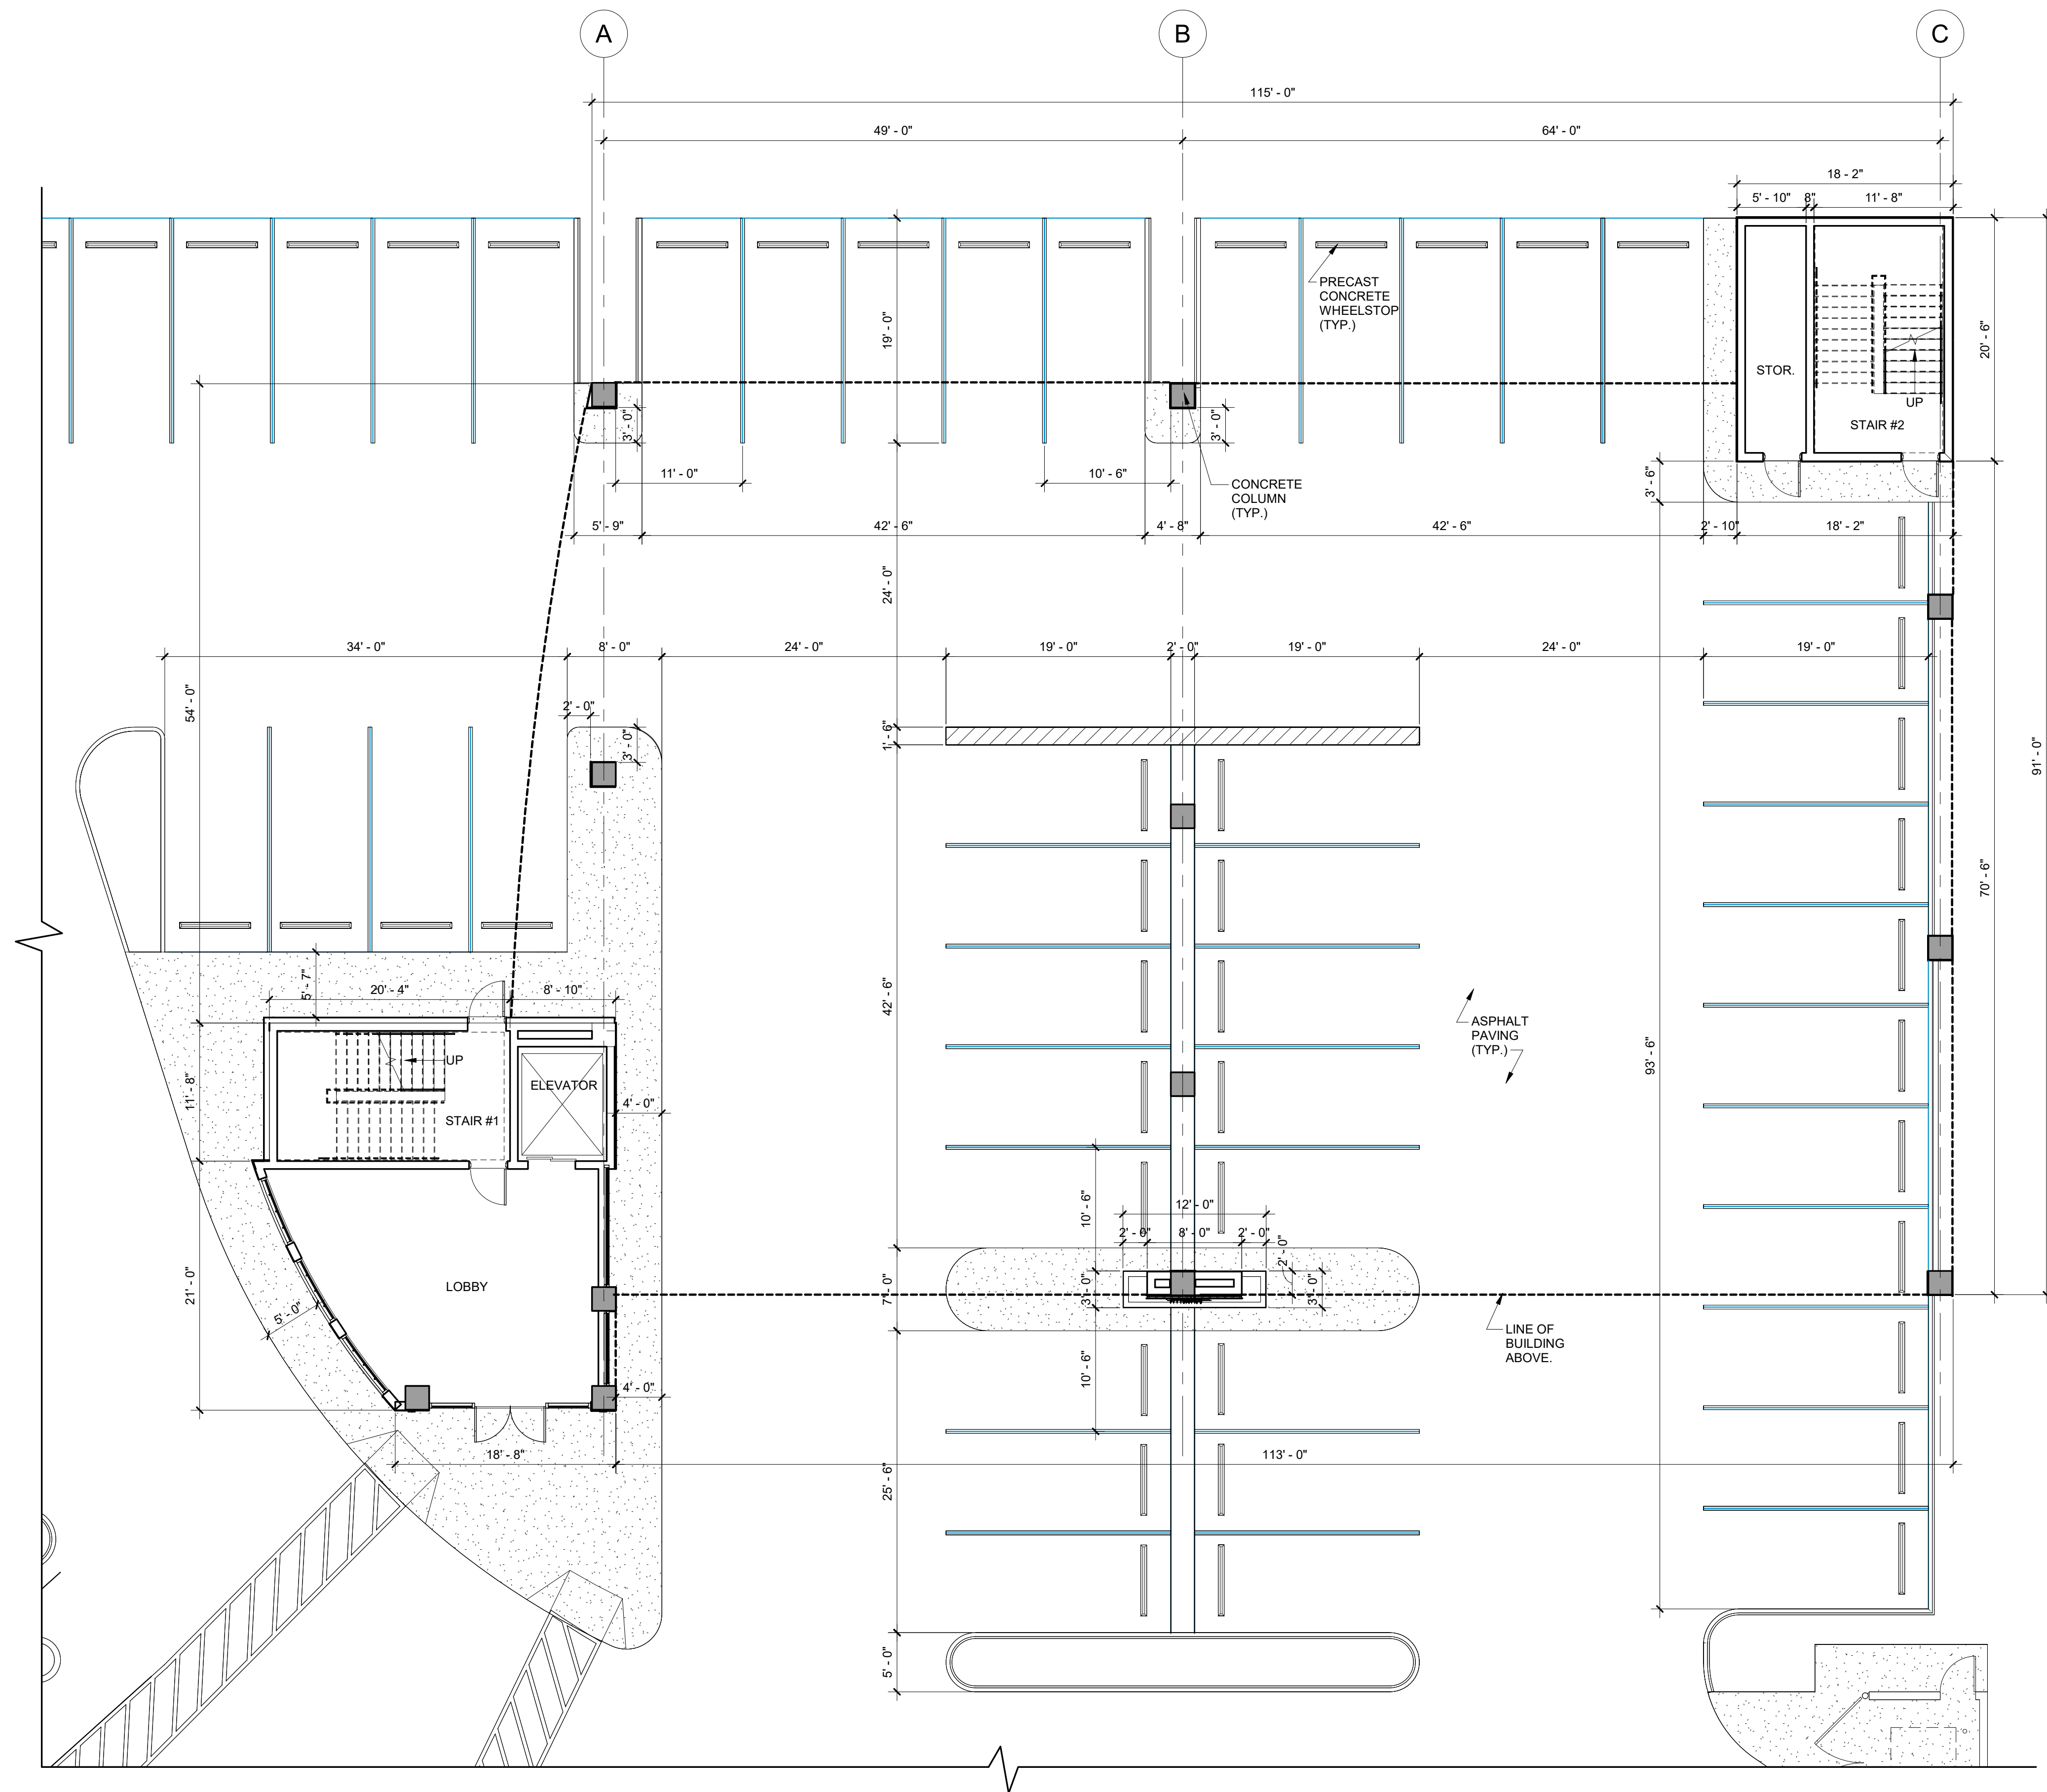 A
B
C
115' - 0"
49' - 0"
64' - 0"
18' - 2"
5' - 10"
8"
11' - 8"
PRECAST
CONCRETE
WHEELSTOP
(TYP.)
19' - 0"
20' - 6"
STOR.
UP
STAIR #2
3' - 0"
3' - 0"
11' - 0"
10' - 6"
CONCRETE
COLUMN
(TYP.)
3' - 6"
5' - 9"
42' - 6"
4' - 8"
42' - 6"
2' - 10"
18' - 2"
24' - 0"
34' - 0"
8' - 0"
24' - 0"
19' - 0"
2' - 0"
19' - 0"
24' - 0"
19' - 0"
54' - 0"
2' - 0"
3' - 0"
1' - 6"
91' - 0"
70' - 6"
5' - 7"
20' - 4"
8' - 10"
42' - 6"
ASPHALT
PAVING
(TYP.)
93' - 6"
UP
ELEVATOR
11' - 8"
STAIR #1
4' - 0"
10' - 6"
12' - 0"
2' - 0"
8' - 0"
2' - 0"
2' - 0"
LOBBY
21' - 0"
5' - 0"
7' - 0"
3' - 0"
3' - 0"
LINE OF
BUILDING
ABOVE.
10' - 6"
4' - 0"
18' - 8"
113' - 0"
25' - 6"
5' - 0"